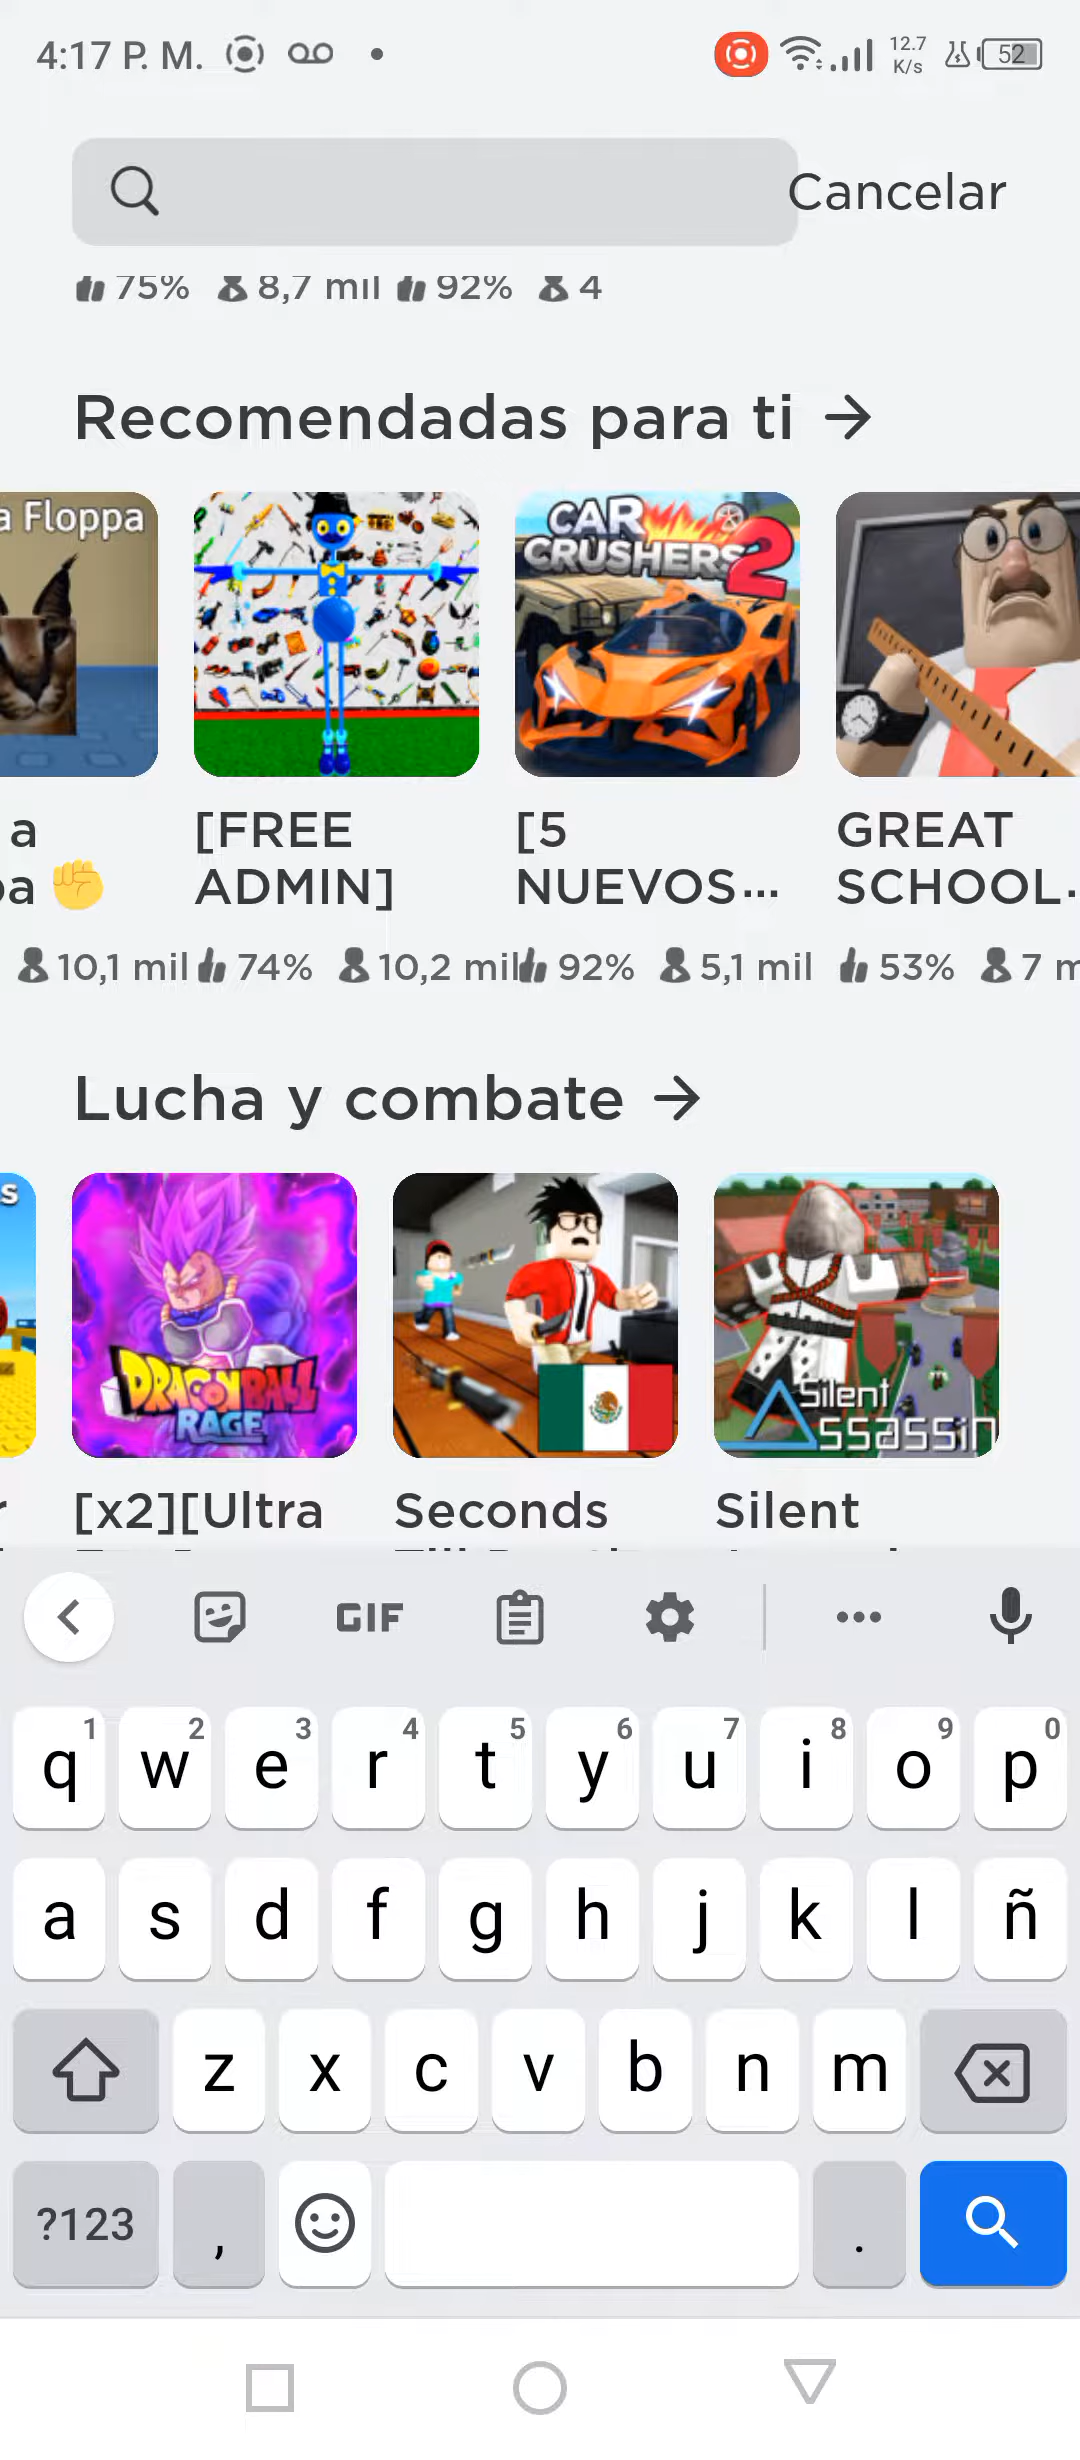 4:17 P. M.
12.7
K/s
52
Cancelar
75% 8,7 mil 92% 4
Recomendadas para ti →
a Floppa
CAR
CRUSHERS 2
a
[FREE
[5
GREAT
pa ✊
ADMIN]
NUEVOS...
SCHOOL.
10,1 mil 74% 10,2 mil 92% 5,1 mil 53% 7 m
Lucha y combate →
s
DRAGON BALL
RAGE
Silent
Assassin
r
[x2][Ultra
Seconds
Silent
GIF
1 2 3 4 5 6 7 8 9 0
q w e r t y u i o p
a s d f g h j k l ñ
z x c v b n m
?123 , .